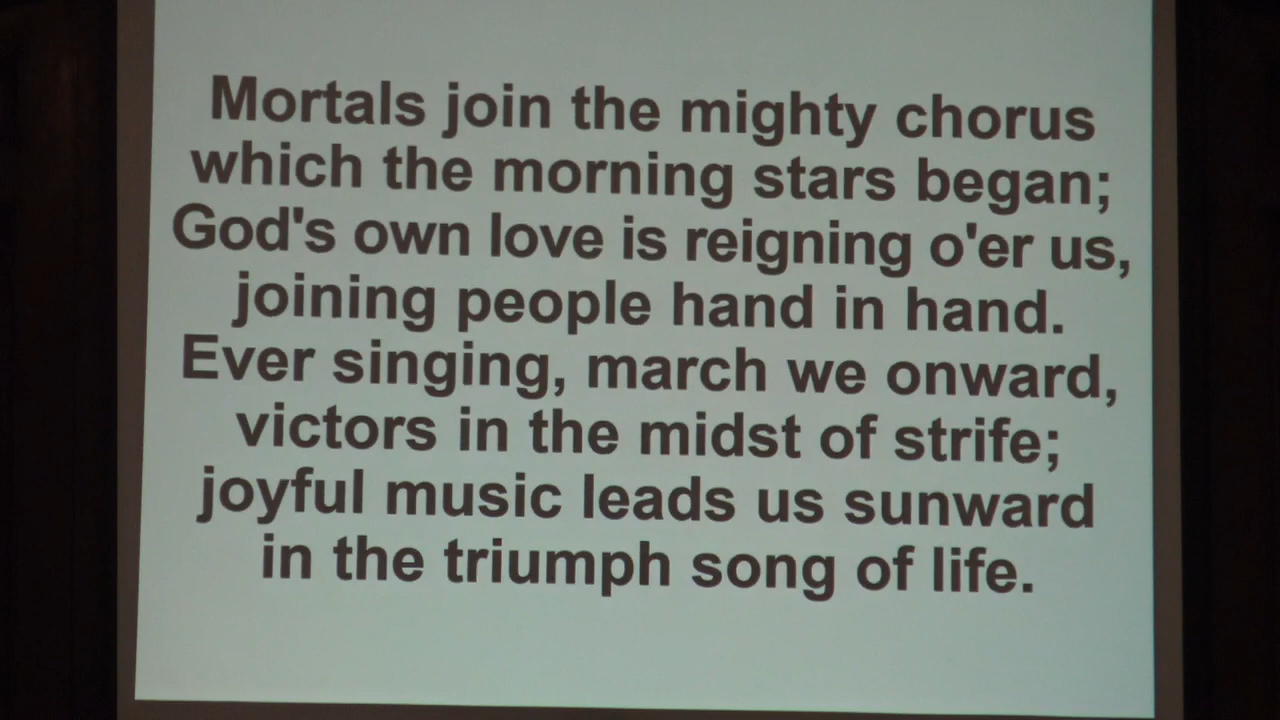 Mortals join the mighty chorus
which the morning stars began;
God's own love is reigning o'er us,
joining people hand in hand.
Ever singing, march we onward,
victors in the midst of strife;
joyful music leads us sunward
in the triumph song of life.